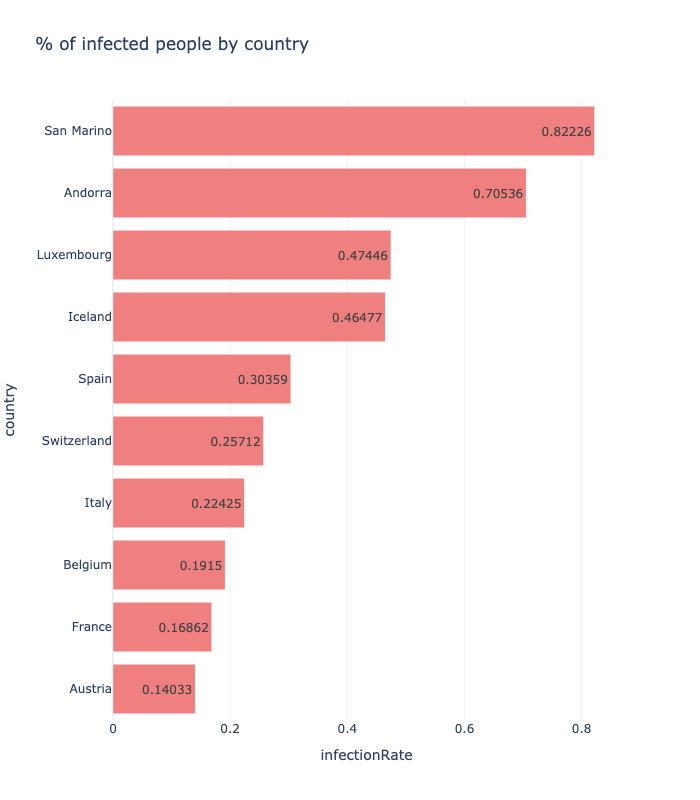 % of infected people by country
San Marino 0.82226
Andorra 0.70536
Luxembourg 0.47446
Iceland 0.46477
Spain 0.30359
Switzerland 0.25712
Italy 0.22425
Belgium 0.1915
France 0.16862
Austria 0.14033
country
0 0.2 0.4 0.6 0.8
infectionRate